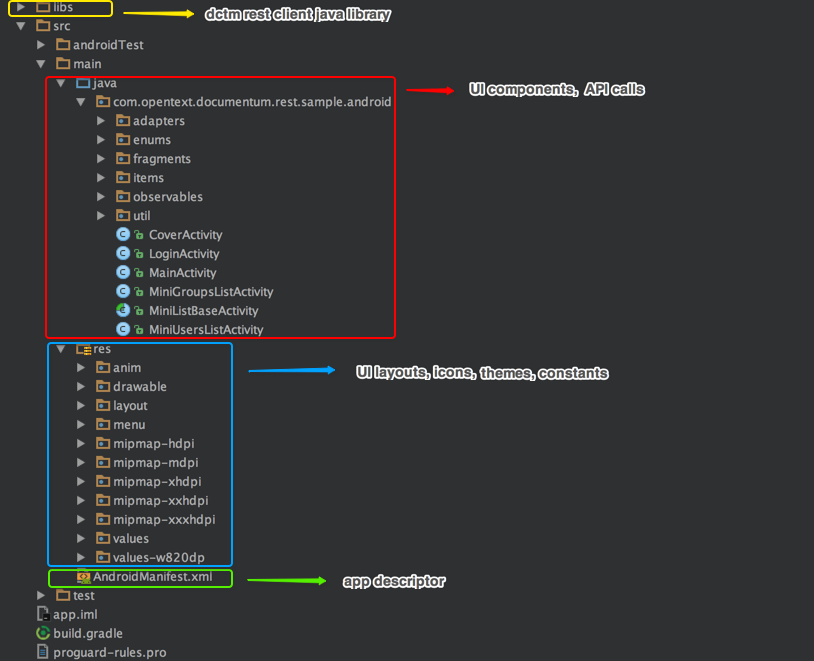 libs
dctm rest client java library
src
androidTest
main
java
UI components, API calls
com.opentext.documentum.rest.sample.android
adapters
enums
fragments
items
observables
util
CoverActivity
LoginActivity
MainActivity
MiniGroupsListActivity
MiniListBaseActivity
MiniUsersListActivity
res
anim
UI layouts, icons, themes, constants
drawable
layout
menu
mipmap-hdpi
mipmap-mdpi
mipmap-xhdpi
mipmap-xxhdpi
mipmap-xxxhdpi
values
values-w820dp
AndroidManifest.xml
app descriptor
test
app.iml
build.gradle
proguard-rules.pro